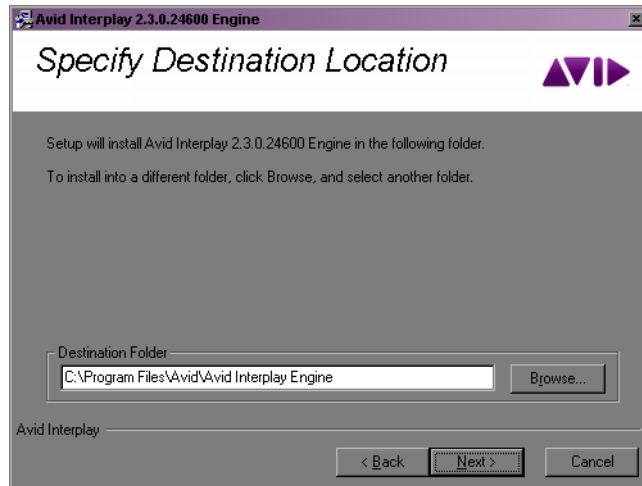 Avid Interplay 2.3.0.24600 Engine
Specify Destination Location
AVID
Setup will install Avid Interplay 2.3.0.24600 Engine in the following folder.
To install into a different folder, click Browse, and select another folder.
Destination Folder
C:\Program Files\Avid\Avid Interplay Engine
Browse...
Avid Interplay
< Back
Next >
Cancel